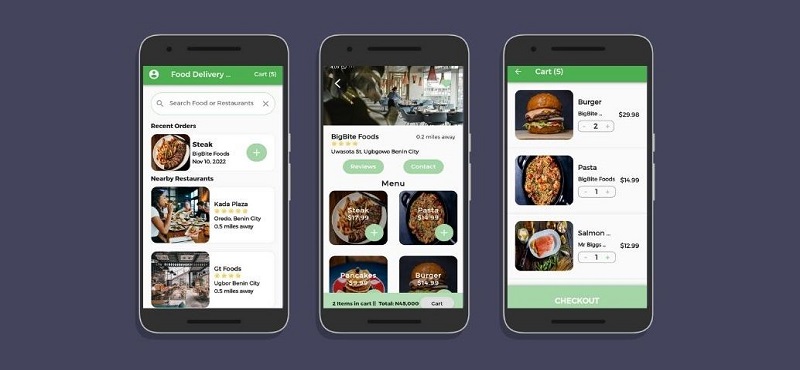 Food Delivery ...
Cart (5)
Search Food or Restaurants
Recent Orders
Steak
BigBite Foods
Nov 10, 2022
Nearby Restaurants
Kada Plaza
Oredo, Benin City
0.5 miles away
Gt Foods
Ugbor Benin City
0.5 miles away
BigBite Foods
0.2 miles away
Uwasota St, Ugbgowo Benin City
Reviews
Contact
Menu
Steak
$17.99
Pasta
$14.99
Pancakes
$9.99
Burger
$14.99
2 Items in cart || Total: N45,000
Cart
Cart (5)
Burger
BigBite ...
$29.98
- 2 +
Pasta
BigBite Foods
$14.99
- 1 +
Salmon ...
Mr Biggs ...
$12.99
- 1 +
CHECKOUT